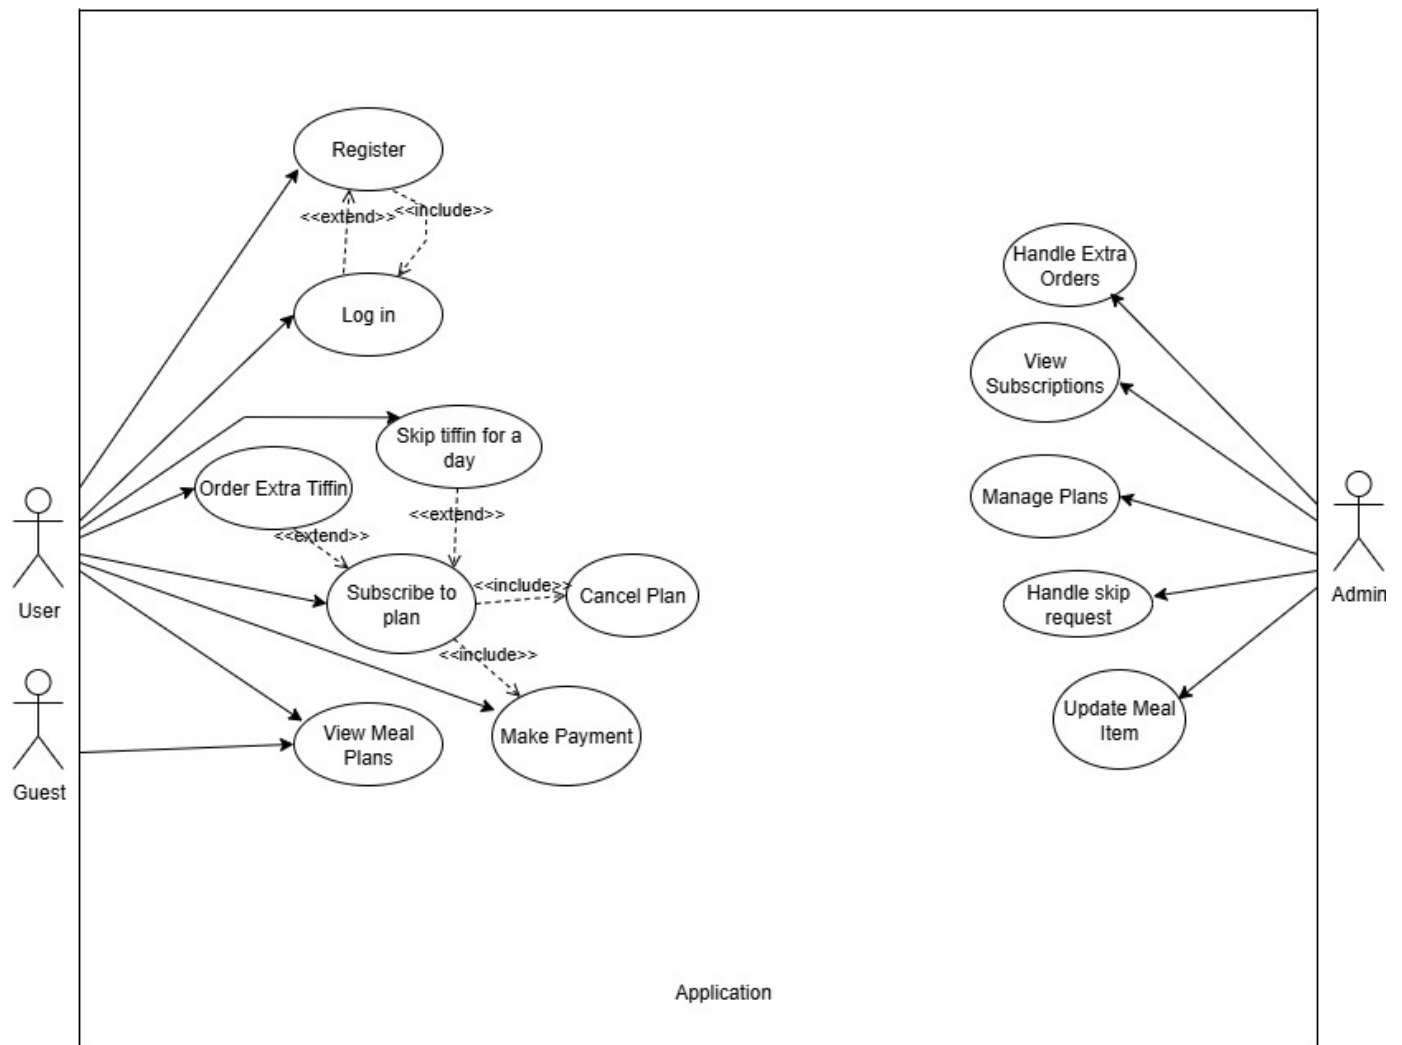 Register
<<extend>>
<<include>>
Log in
Handle Extra
Orders
View
Subscriptions
Skip tiffin for a
day
Order Extra Tiffin
<<extend>>
<<extend>>
Manage Plans
Subscribe to
plan
<<include>>
Cancel Plan
<<include>>
Handle skip
request
User
Admin
View Meal
Plans
Make Payment
Update Meal
Item
Guest
Application